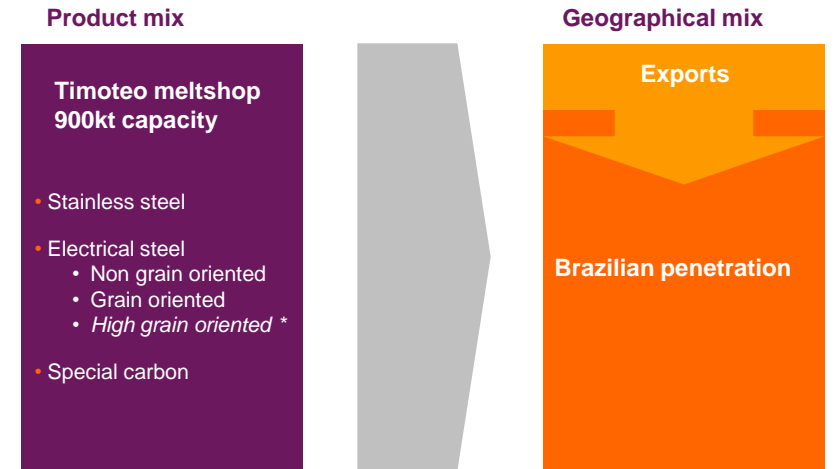 Product mix
Geographical mix
Timoteo meltshop
900kt capacity
• Stainless steel
• Electrical steel
• Non grain oriented
• Grain oriented
• High grain oriented *
• Special carbon
Exports
Brazilian penetration